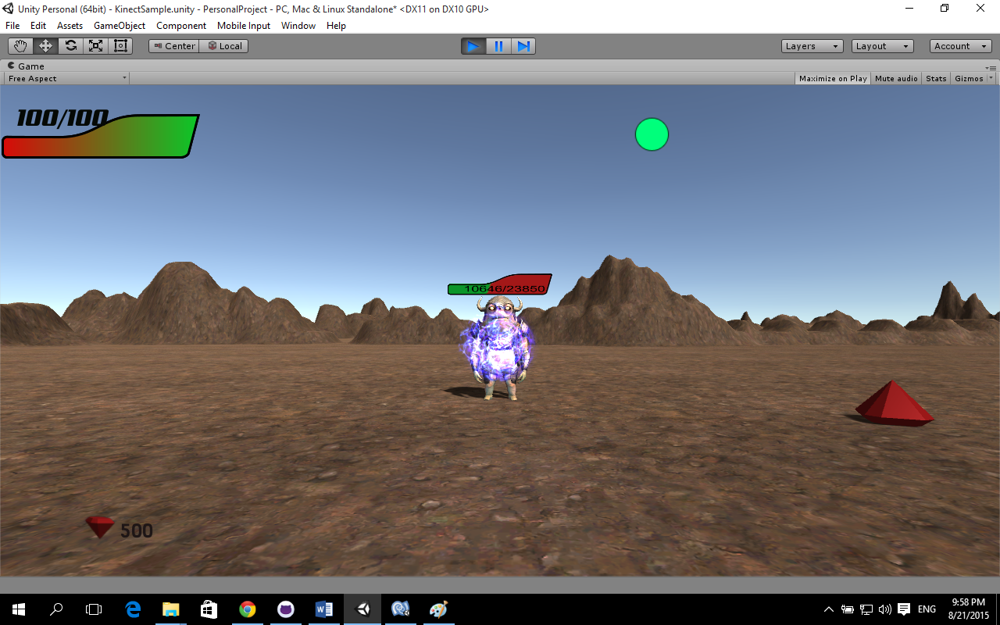 Unity Personal (64bit) - KinectSample.unity - PersonalProject - PC, Mac & Linux Standalone* <DX11 on DX10 GPU>
File Edit Assets GameObject Component Mobile Input Window Help
Center Local Layers Layout Account
Game
Free Aspect Maximize on Play Mute audio Stats Gizmos
100/100
10646/23850
500
ENG
9:58 PM
8/21/2015